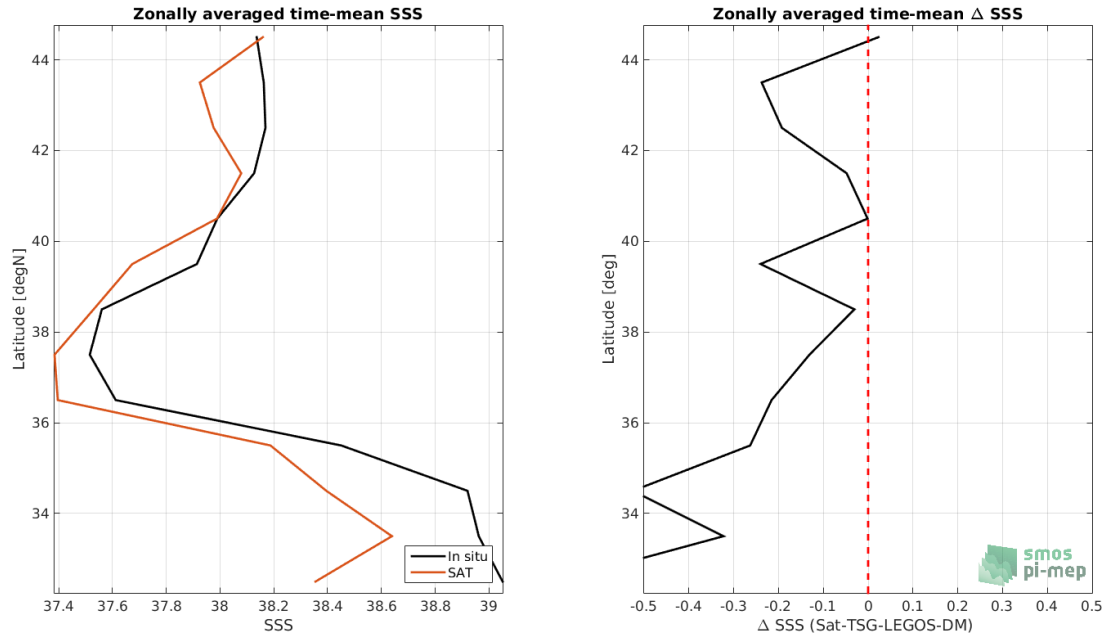 Zonally averaged time-mean SSS
44
42
40
38
36
34
Latitude [degN]
37.4 37.6 37.8 38 38.2 38.4 38.6 38.8 39
SSS
In situ
SAT
Zonally averaged time-mean Δ SSS
44
42
40
38
36
34
Latitude [deg]
-0.5 -0.4 -0.3 -0.2 -0.1 0 0.1 0.2 0.3 0.4 0.5
Δ SSS (Sat-TSG-LEGOS-DM)
smos
pi-mep